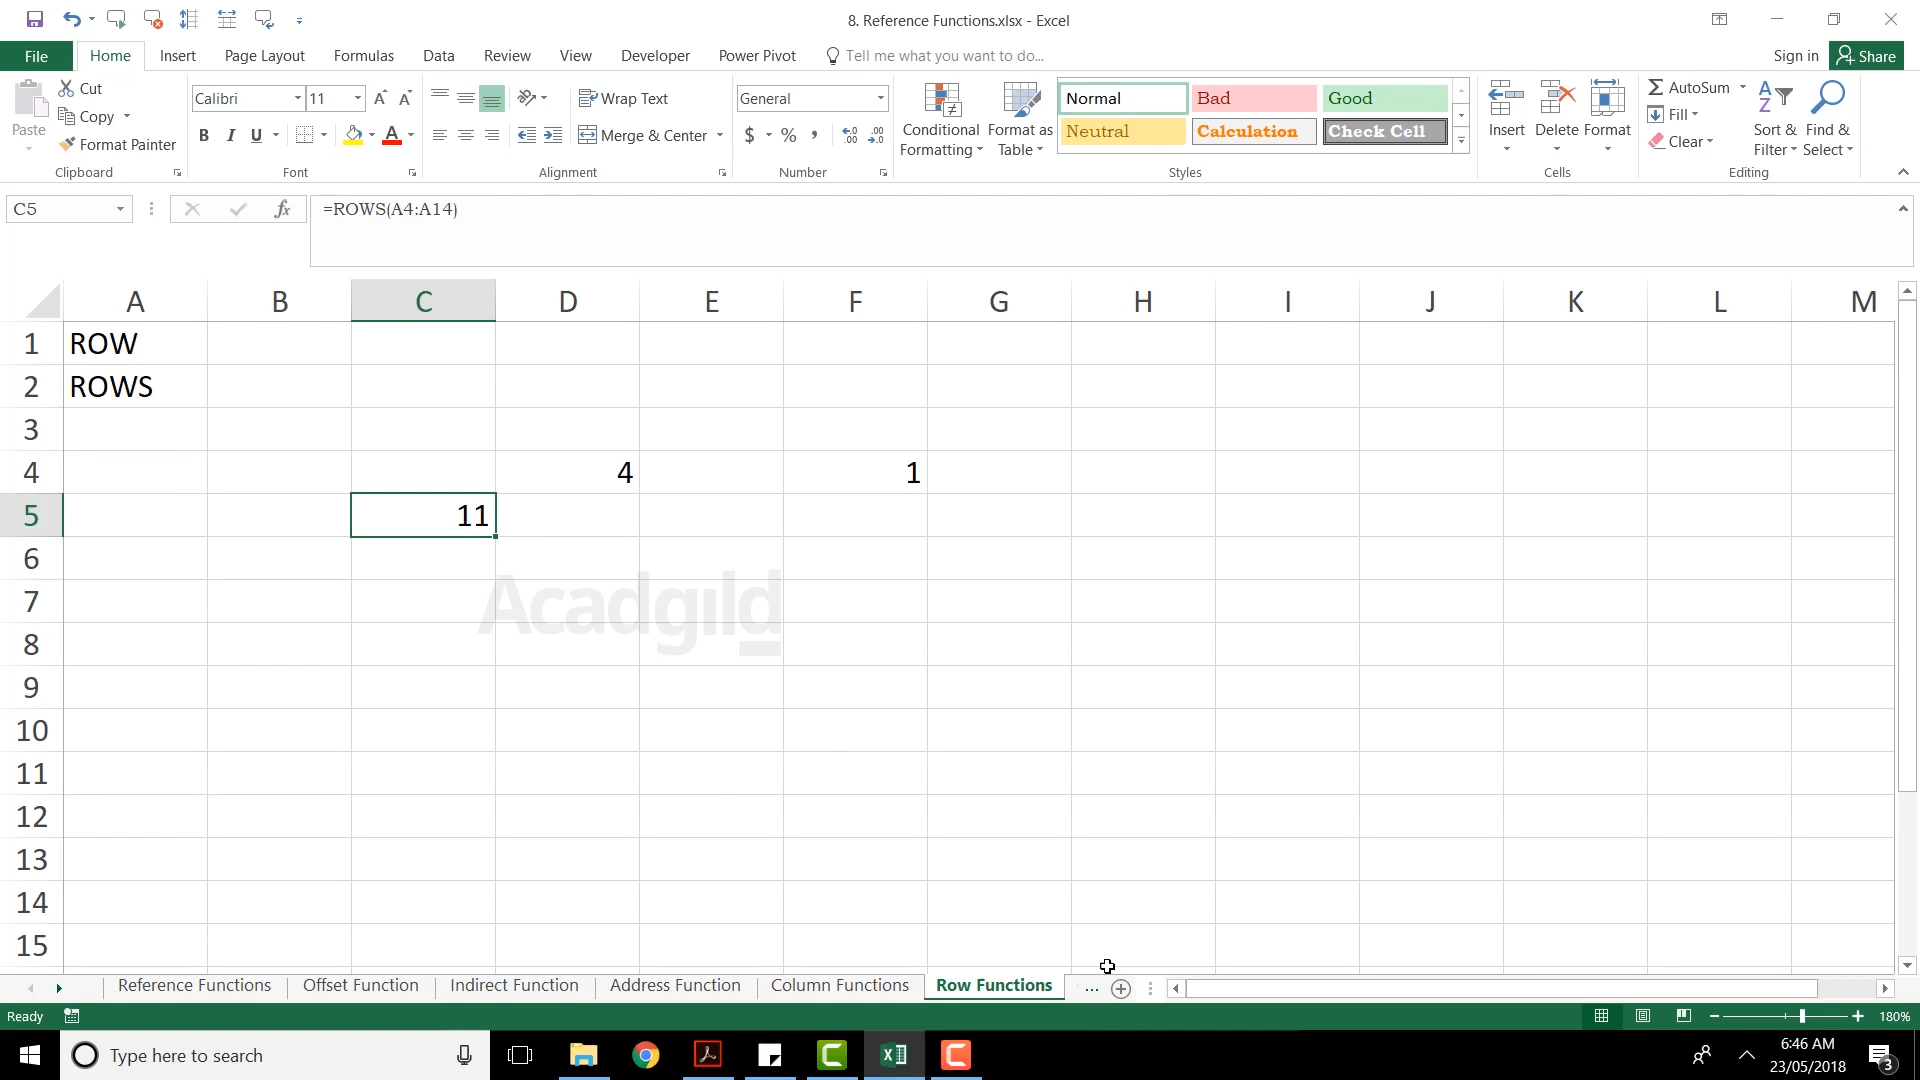 8. Reference Functions.xlsx - Excel
File Home Insert Page Layout Formulas Data Review View Developer Power Pivot Tell me what you want to do... Sign in Share
Paste
Cut
Copy
Format Painter
Clipboard
Calibri 11
B I U A
Font
Wrap Text
Merge & Center
Alignment
General
$ % ,
Number
Conditional Formatting
Format as Table
Normal Bad Good
Neutral Calculation Check Cell
Styles
Insert Delete Format
Cells
AutoSum
Fill
Clear
Sort & Filter
Find & Select
Editing
C5 fx =ROWS(A4:A14)
A B C D E F G H I J K L M
1 ROW
2 ROWS
3
4 4 1
5 11
6
7
8
9
10
11
12
13
14
15
Acadgild
Reference Functions Offset Function Indirect Function Address Function Column Functions Row Functions ...
Ready 180%
Type here to search
6:46 AM
23/05/2018
3